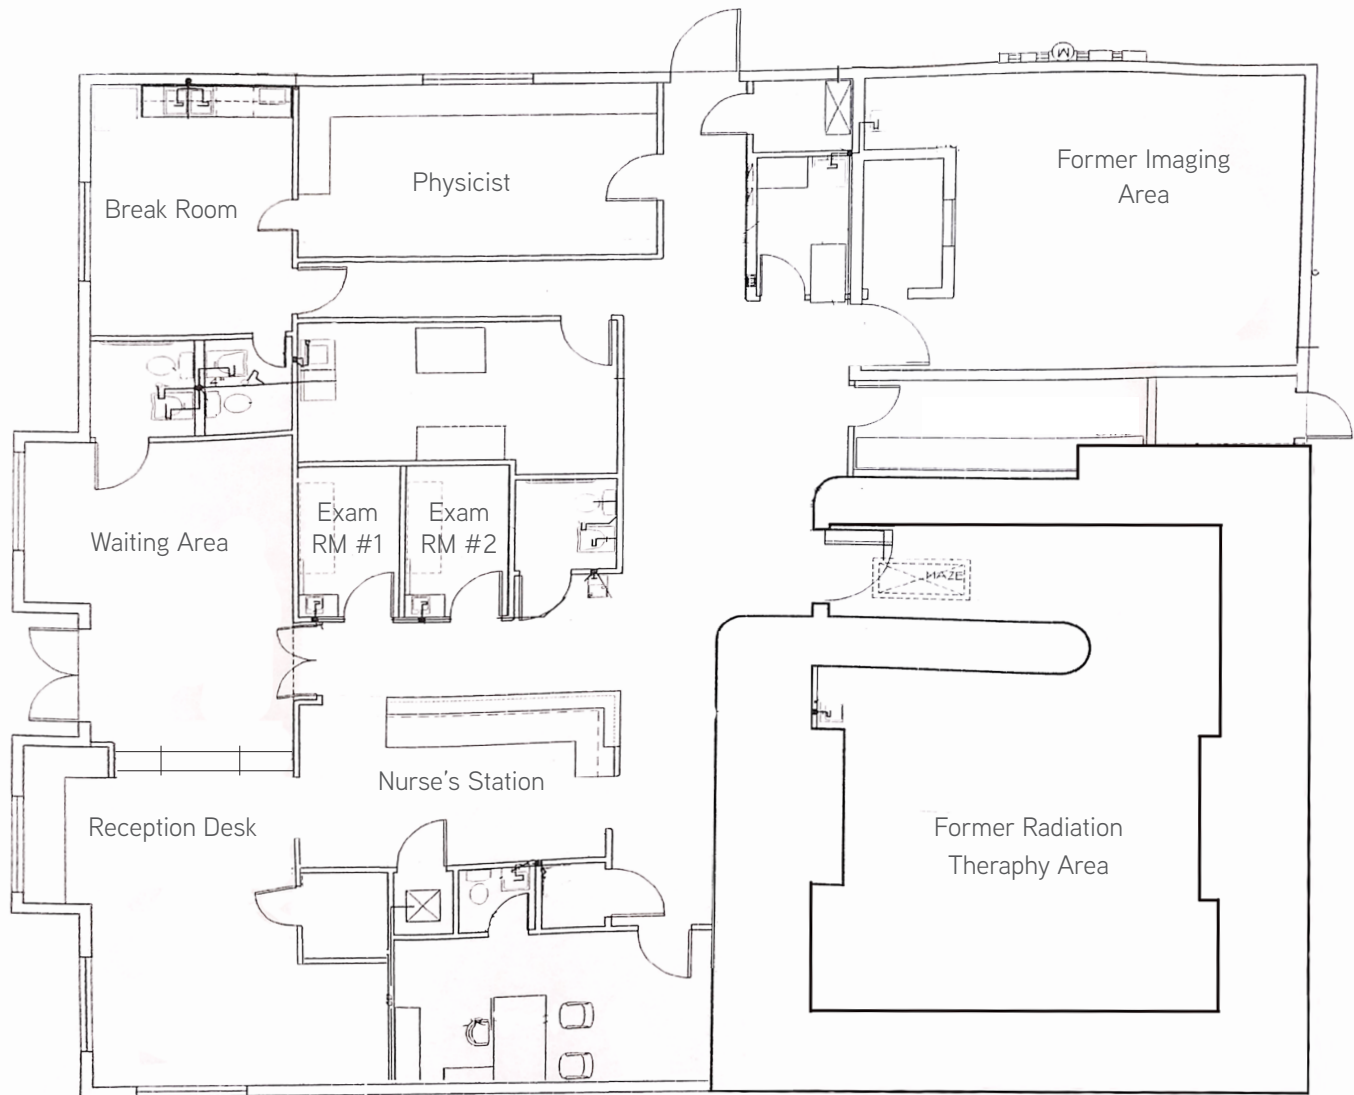 Former Imaging
Area
Physicist
Break Room
Exam
RM #1
Exam
RM #2
Waiting Area
MAZE
Nurse's Station
Reception Desk
Former Radiation
Theraphy Area